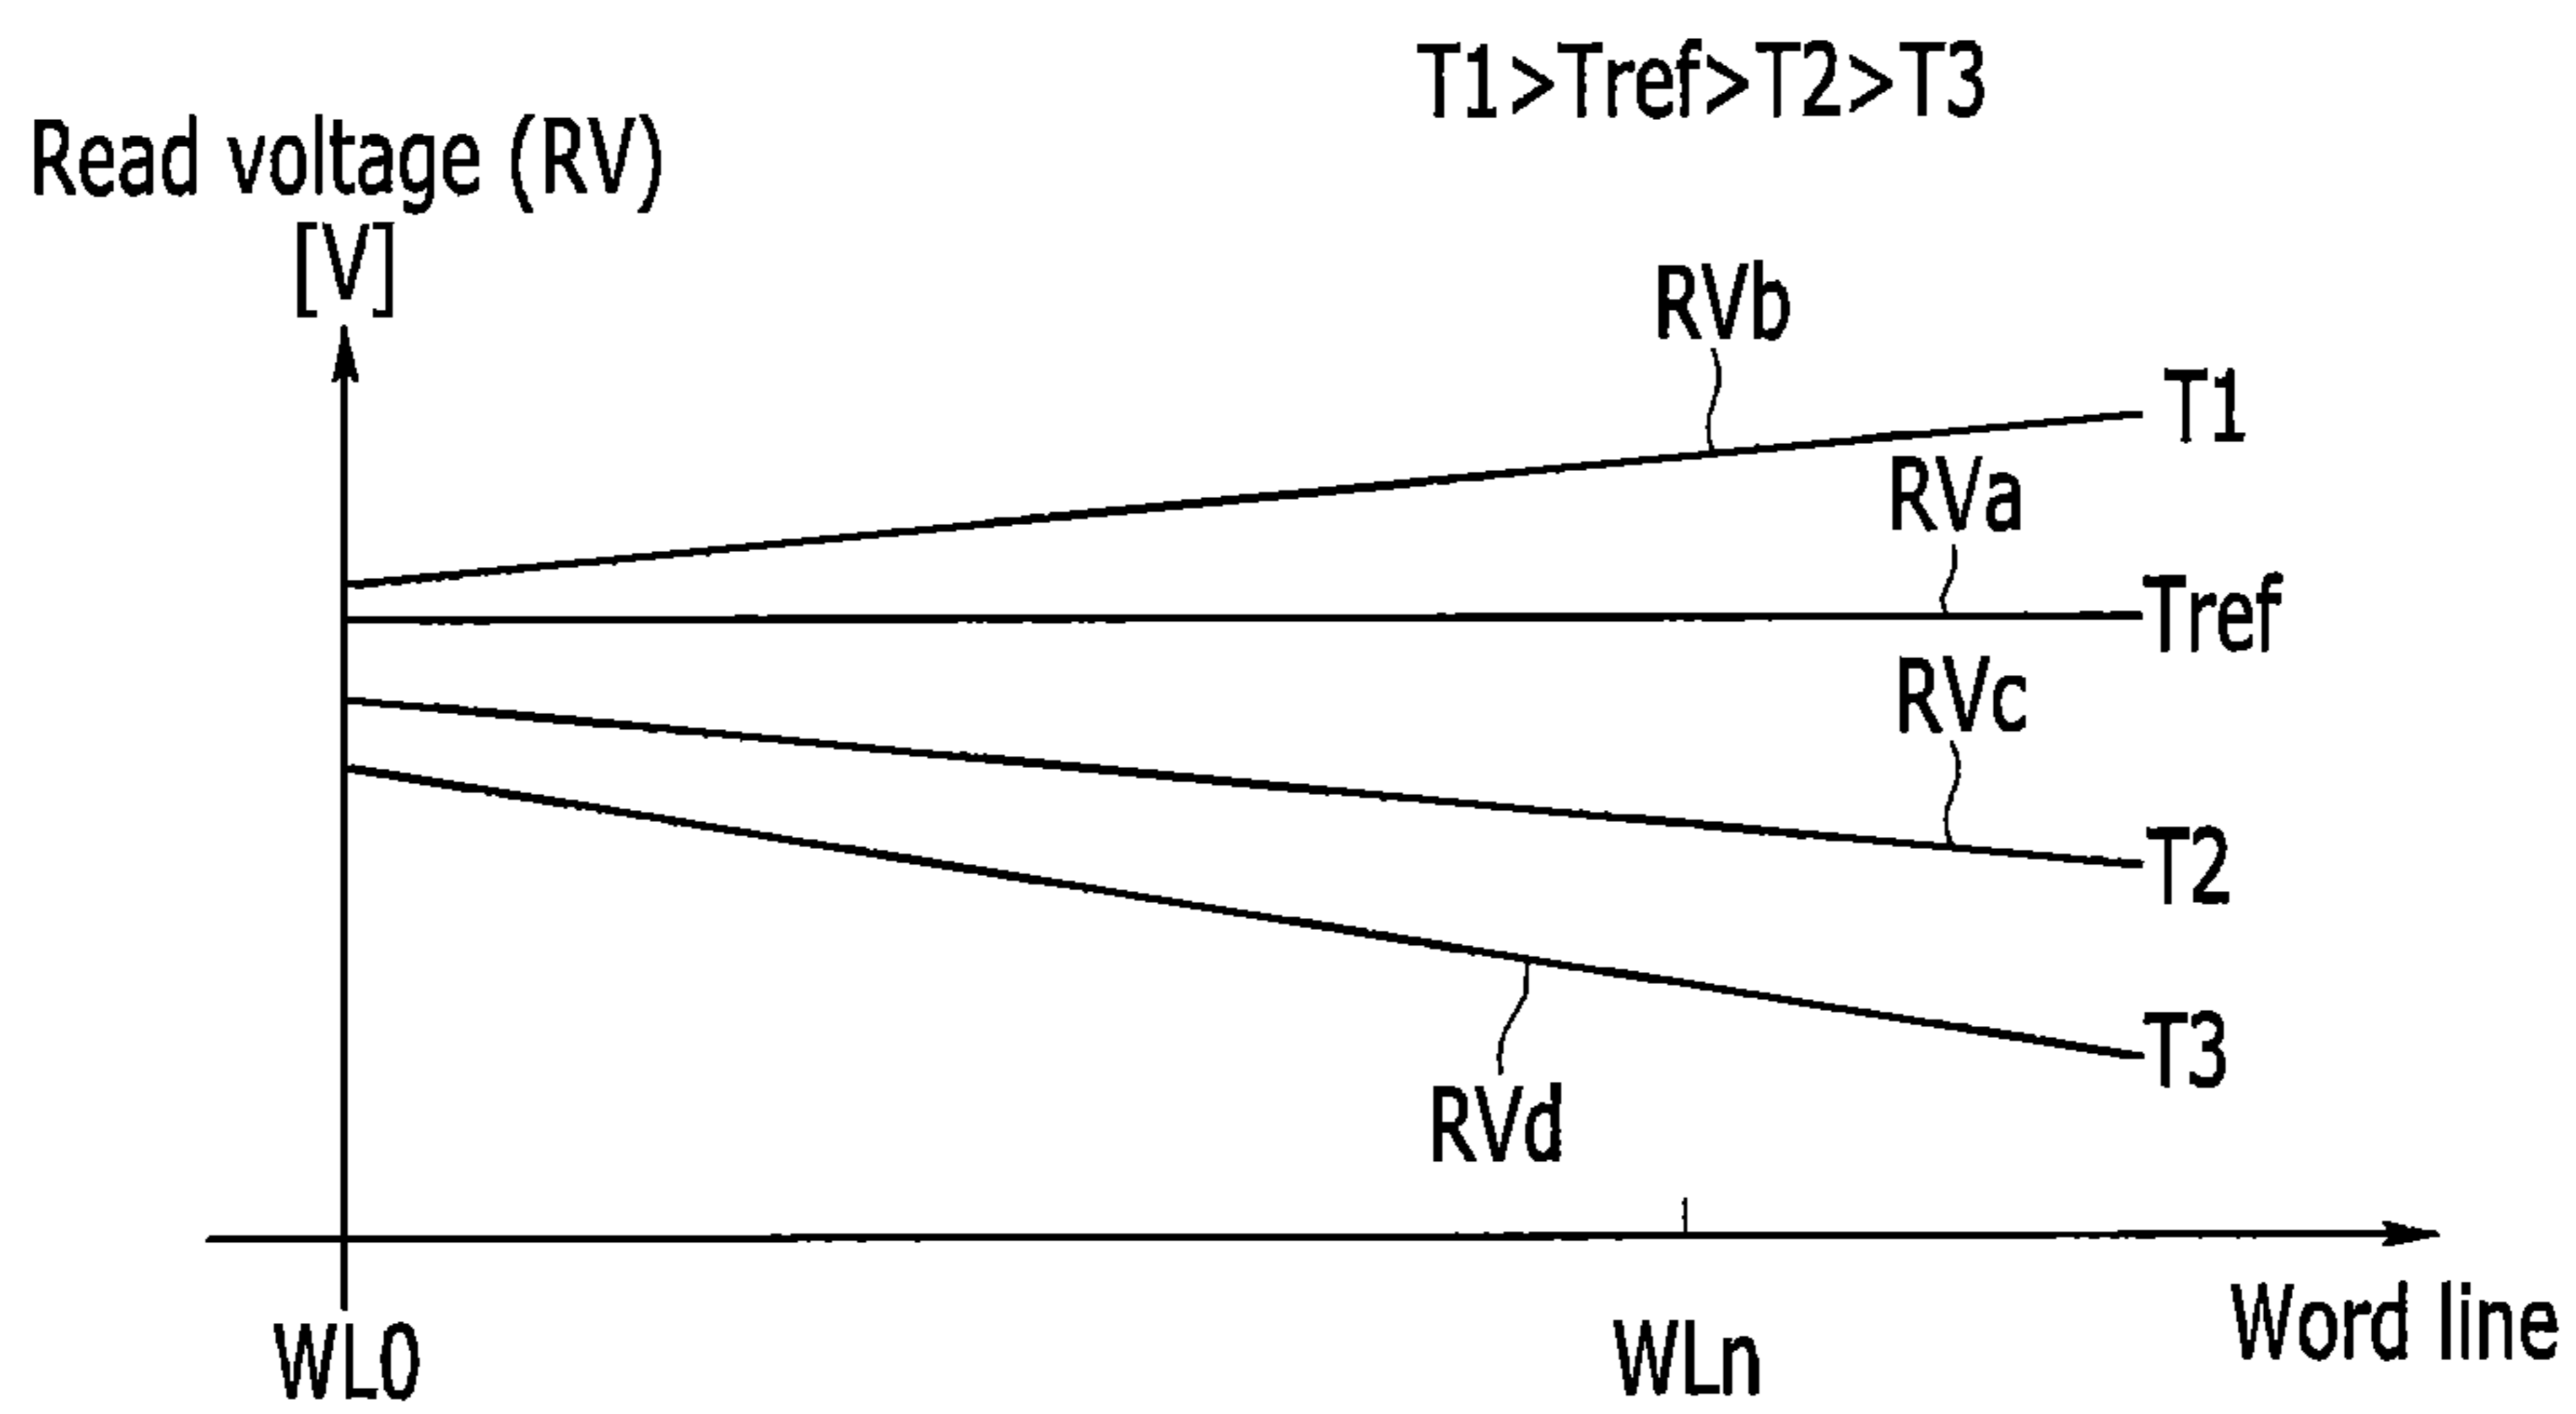 T1>Tref>T2>T3
Read voltage (RV)
[V]
RVb
T1
RVa
Tref
RVc
T2
T3
RVd
WL0
WLn
Word line